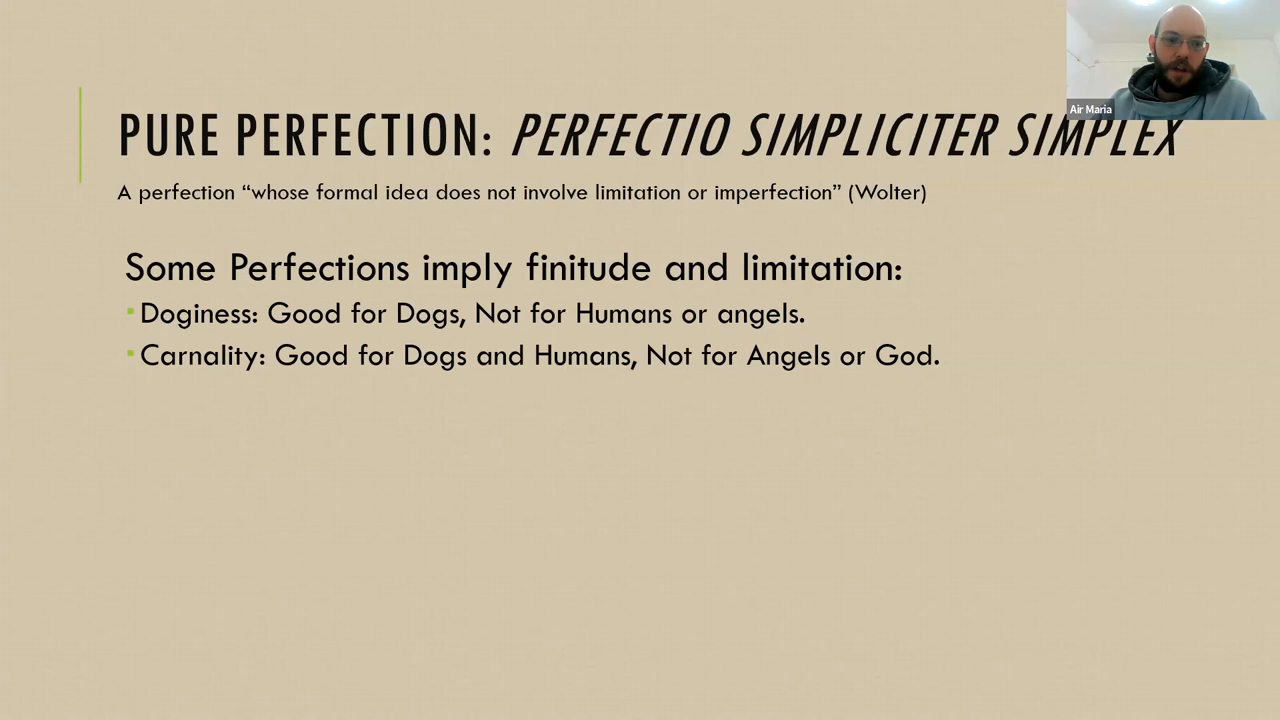 PURE PERFECTION: PERFECTIO SIMPLICITER SIMPLEX
A perfection “whose formal idea does not involve limitation or imperfection” (Wolter)
Some Perfections imply finitude and limitation:
Doginess: Good for Dogs, Not for Humans or angels.
Carnality: Good for Dogs and Humans, Not for Angels or God.
Air Maria